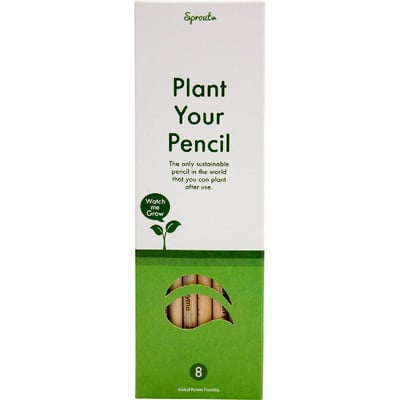 Sprout
Plant
Your
Pencil
The only sustainable
pencil in the world
that you can plant
after use.
Watch
me
Grow
8